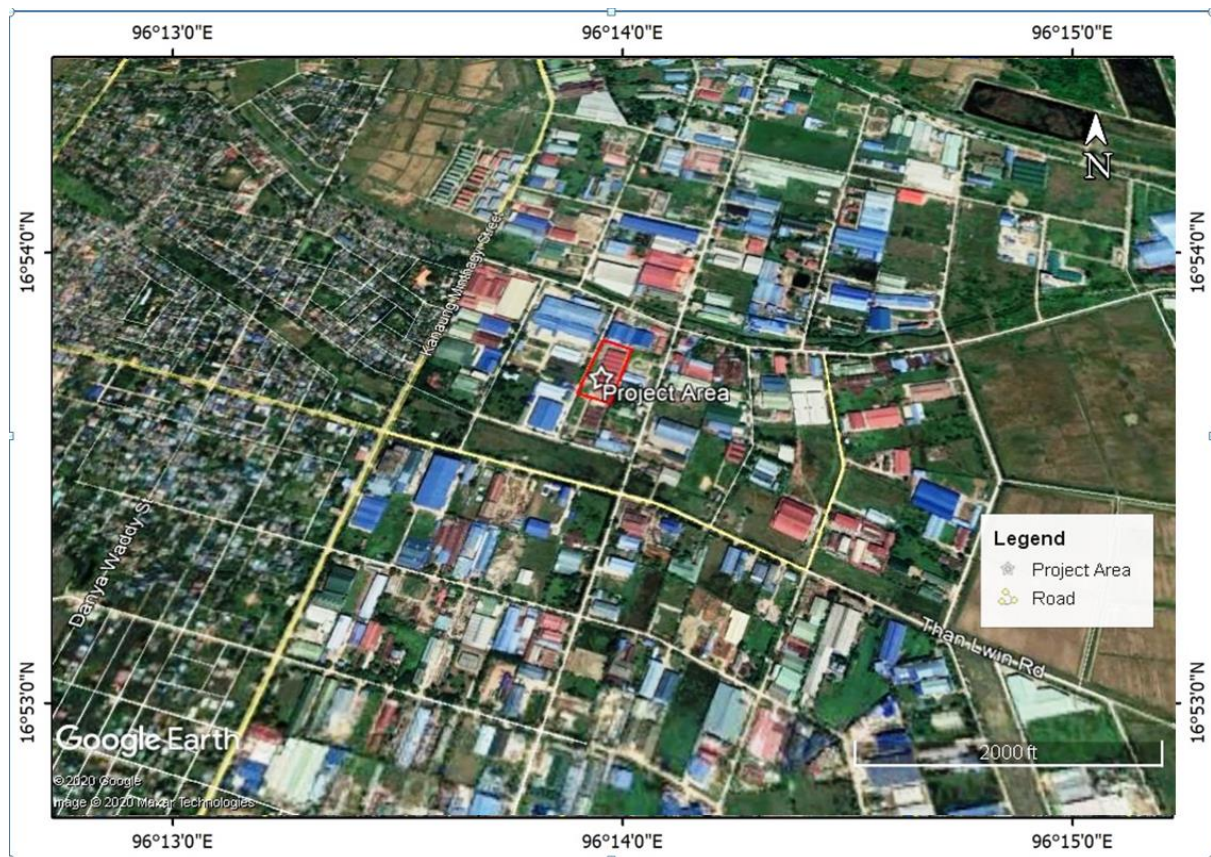 96°13'0"E
96°14'0"E
96°15'0"E
N
16°54'0"N
16°54'0"N
Kanaung Minthagyi Stree
Project Area
Legend
Project Area
Road
Danya Waddy St
Than Lwin Rd
16°53'0"N
16°53'0"N
Google Earth
2000 ft
© 2020 Google
Image © 2020 Maxar Technologies
96°13'0"E
96°14'0"E
96°15'0"E